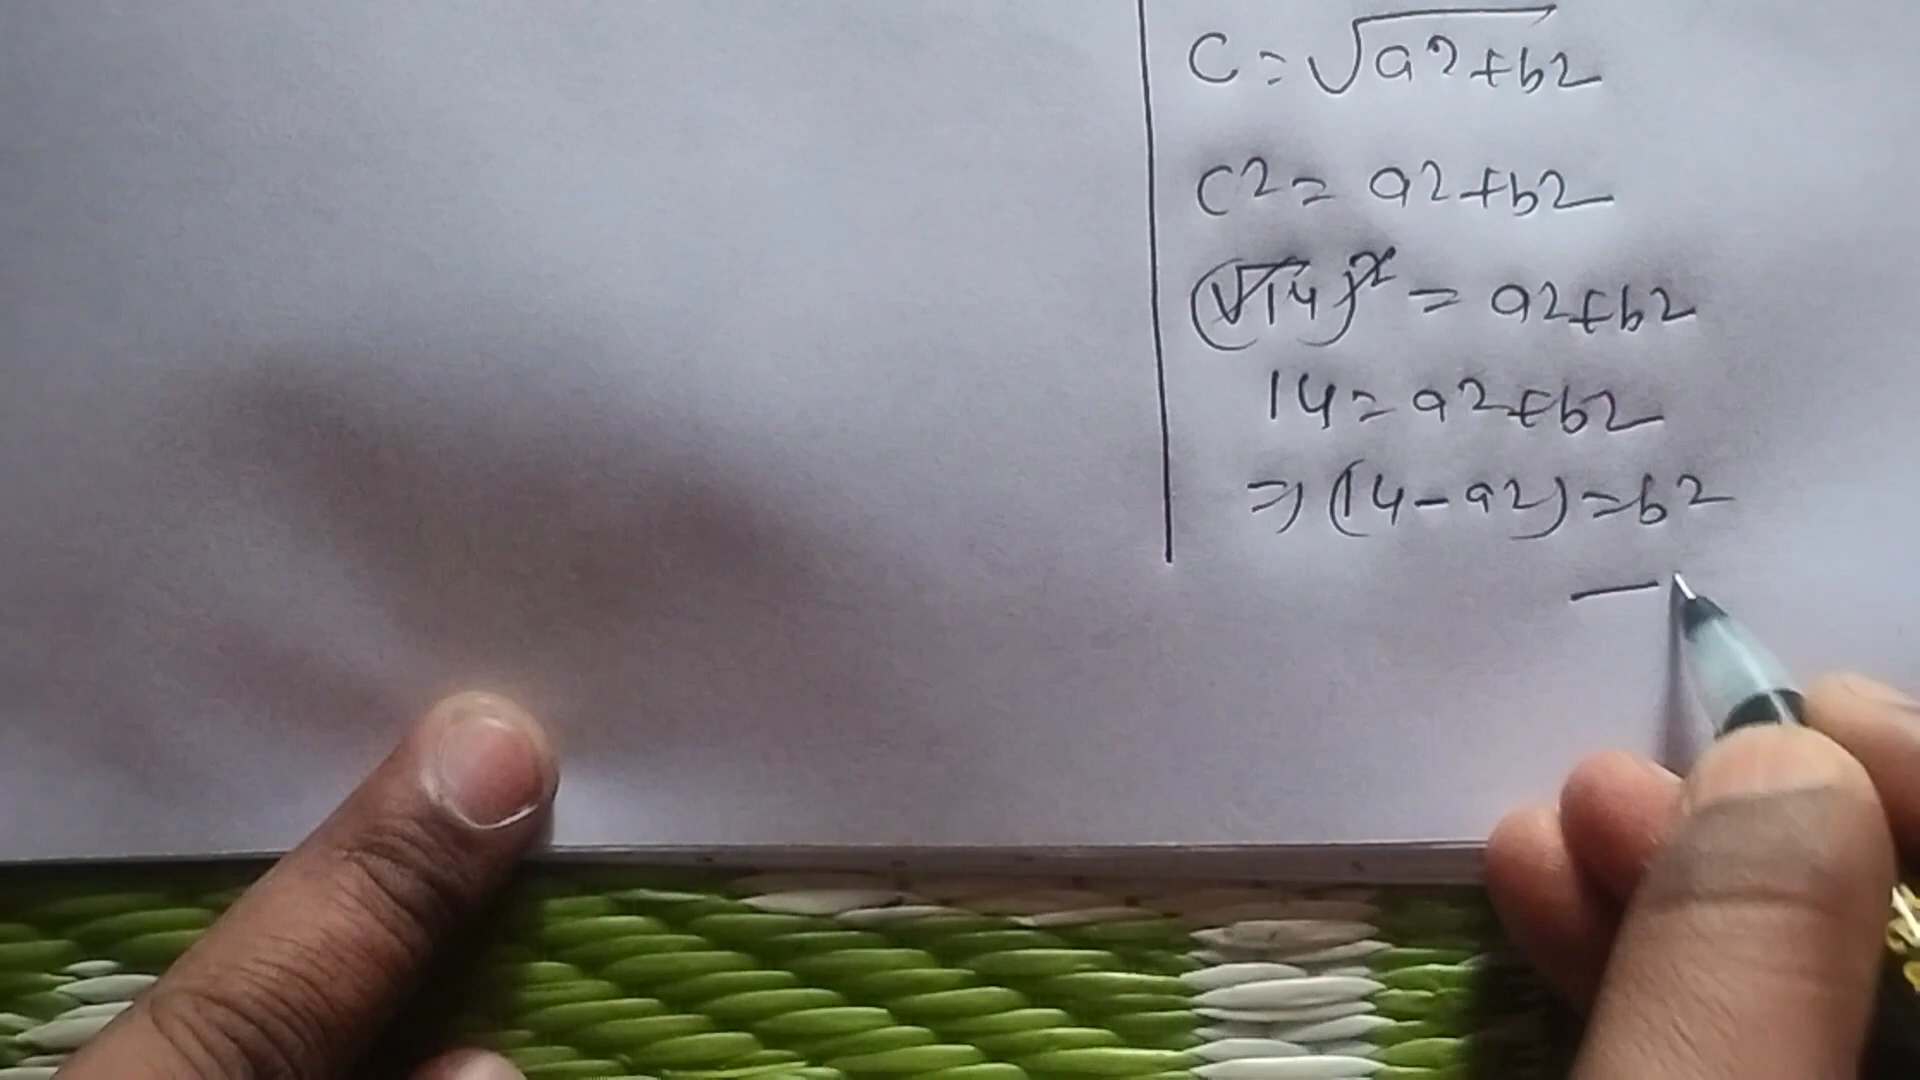 c = √a2+b2
c2 = a2+b2
(√14)2 = a2+b2
14 = a2+b2
⇒ (14-a2) = b2
—